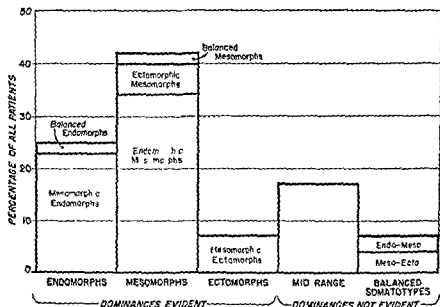 PERCENTAGE OF ALL PATIENTS
50
40
30
20
10
0
Balanced
Endomorphs
Mesomorphic
Endomorphs
Balanced
Mesomorphs
Ectomorphic
Mesomorphs
Mesomorphic
Ectomorphs
Endo-Meso
Meso-Ecto
ENDOMORPHS
MESOMORPHS
ECTOMORPHS
MID RANGE
BALANCED
SOMATOTYPES
DOMINANCES EVIDENT
DOMINANCES NOT EVIDENT